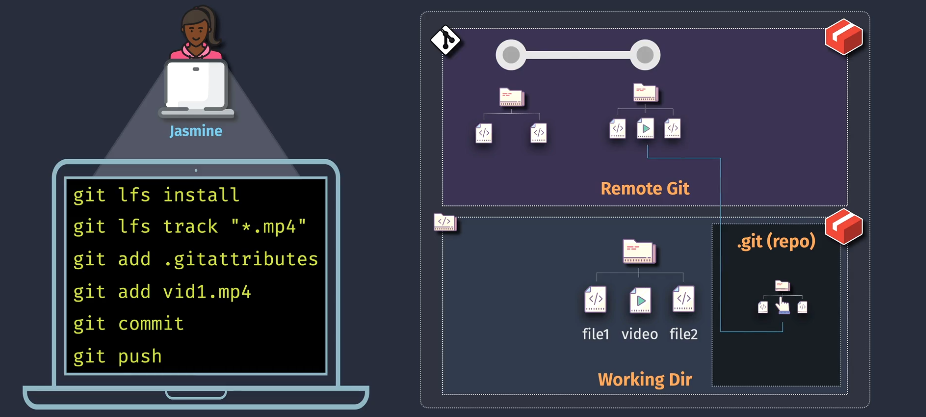 Jasmine
git lfs install
git lfs track "*.mp4"
git add .gitattributes
git add vid1.mp4
git commit
git push
Remote Git
.git (repo)
file1 video file2
Working Dir